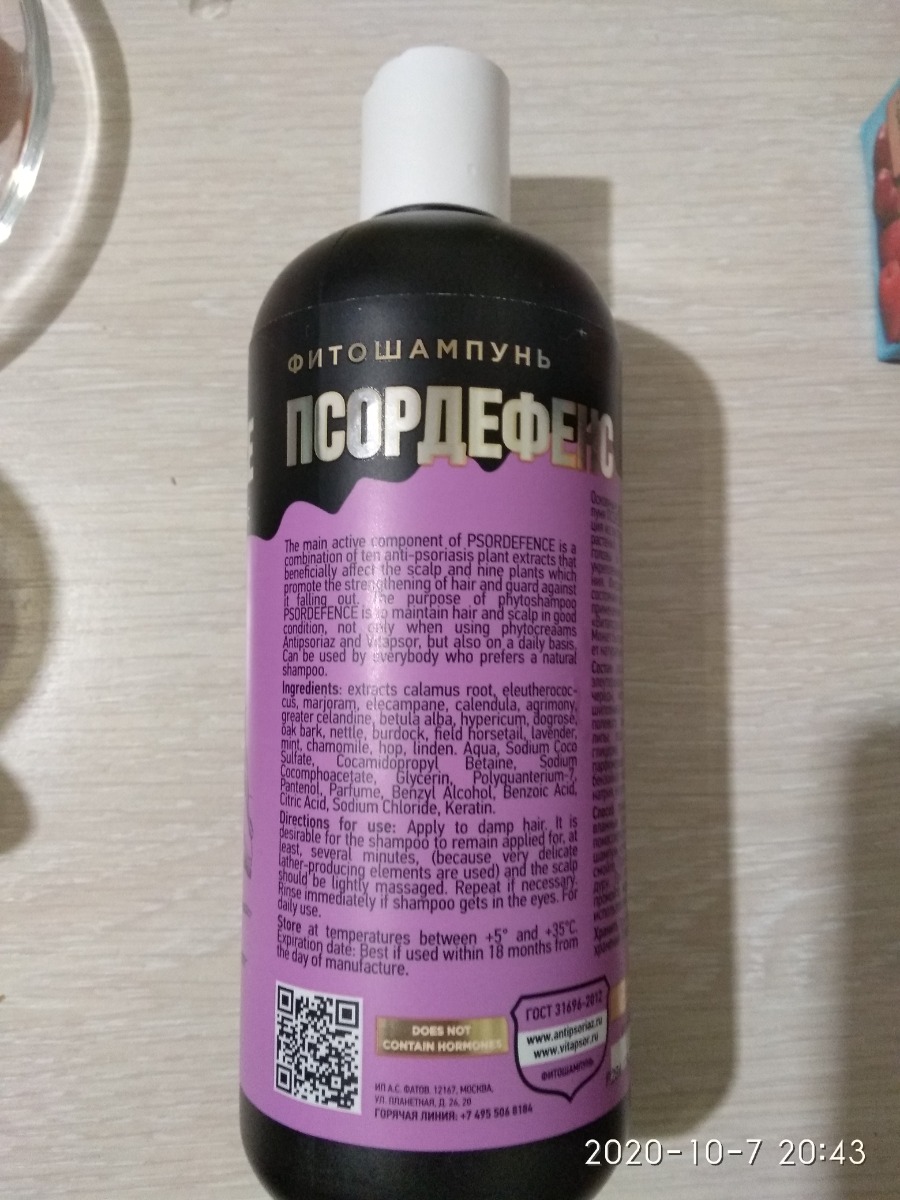 ФИТОШАМПУНЬ
ПСОРДЕФЕНС
The main active component of PSORDEFENCE is a
combination of ten anti-psoriasis plant extracts that
beneficially affect the scalp and nine plants which
promote the strengthening of hair and guard against
it falling out. The purpose of phytoshampoo
PSORDEFENCE is to maintain hair and scalp in good
condition, not only when using phytocreaams
Antipsoriaz and Vitapsor, but also on a daily basis.
Can be used by everybody who prefers a natural
shampoo.
Ingredients: extracts calamus root, eleutherococ-
cus, marjoram, elecampane, calendula, agrimony,
greater celandine, betula alba, hypericum, dogrose,
oak bark, nettle, burdock, field horsetail, lavender,
mint, chamomile, hop, linden. Aqua, Sodium Coco
Sulfate, Cocamidopropyl Betaine, Sodium
Cocomphoacetate, Glycerin, Polyquanterium-7,
Pantenol, Parfume, Benzyl Alcohol, Benzoic Acid,
Citric Acid, Sodium Chloride, Keratin.
Directions for use: Apply to damp hair. It is
desirable for the shampoo to remain applied for, at
least, several minutes, (because very delicate
lather-producing elements are used) and the scalp
should be lightly massaged. Repeat if necessary.
Rinse immediately if shampoo gets in the eyes. For
daily use.
Store at temperatures between +5° and +35°C.
Expiration date: Best if used within 18 months from
the day of manufacture.
DOES NOT
CONTAIN HORMONES
ГОСТ 31696-2012
www.antipsoriaz.ru
www.vitapsor.ru
ФИТОШАМПУНЬ
ИП А.С. ФАТОВ. 12167, МОСКВА,
УЛ. ПЛАНЕТНАЯ, Д. 26, 20
ГОРЯЧАЯ ЛИНИЯ: +7 495 506 8184
2020-10-7 20:43